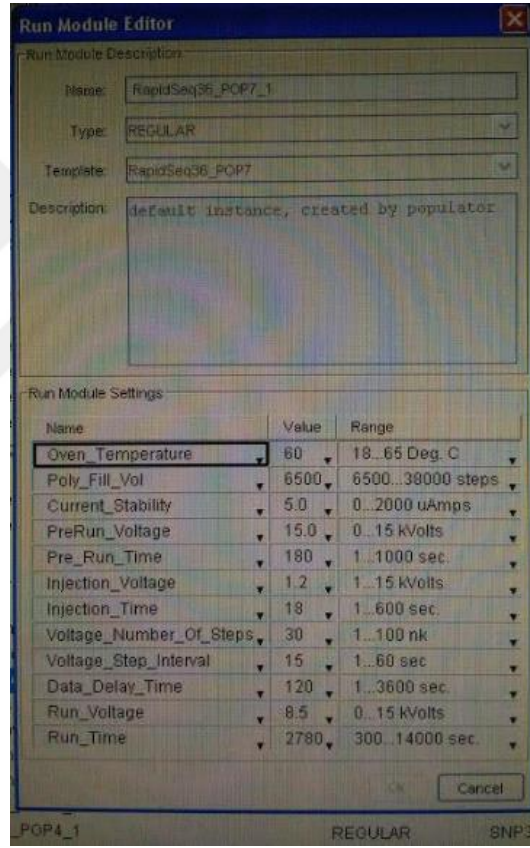 Run Module Editor
Run Module Description
Name: RapidSeq36_POP7_1
Type: REGULAR
Template: RapidSeq36_POP7
Description: default instance, created by populator
Run Module Settings
Name Value Range
Oven_Temperature 60 18...65 Deg. C
Poly_Fill_Vol 6500 6500...38000 steps
Current_Stability 5.0 0...2000 uAmps
PreRun_Voltage 15.0 0...15 kVolts
Pre_Run_Time 180 1...1000 sec.
Injection_Voltage 1.2 1...15 kVolts
Injection_Time 18 1...600 sec.
Voltage_Number_Of_Steps 30 1...100 nk
Voltage_Step_Interval 15 1...60 sec
Data_Delay_Time 120 1...3600 sec.
Run_Voltage 8.5 0...15 kVolts
Run_Time 2780 300...14000 sec.
OK Cancel
_POP4_1 REGULAR SNP3